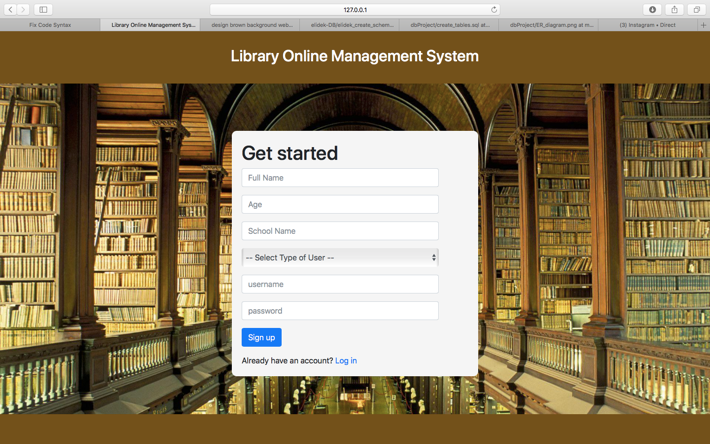 127.0.0.1
Fix Code Syntax
Library Online Management Sys...
design brown background web...
elidek-DB/elidek_create_schem...
dbProject/create_tables.sql at...
dbProject/ER_diagram.png at m...
(3) Instagram • Direct
Library Online Management System
Get started
Full Name
Age
School Name
-- Select Type of User --
username
password
Sign up
Already have an account? Log in